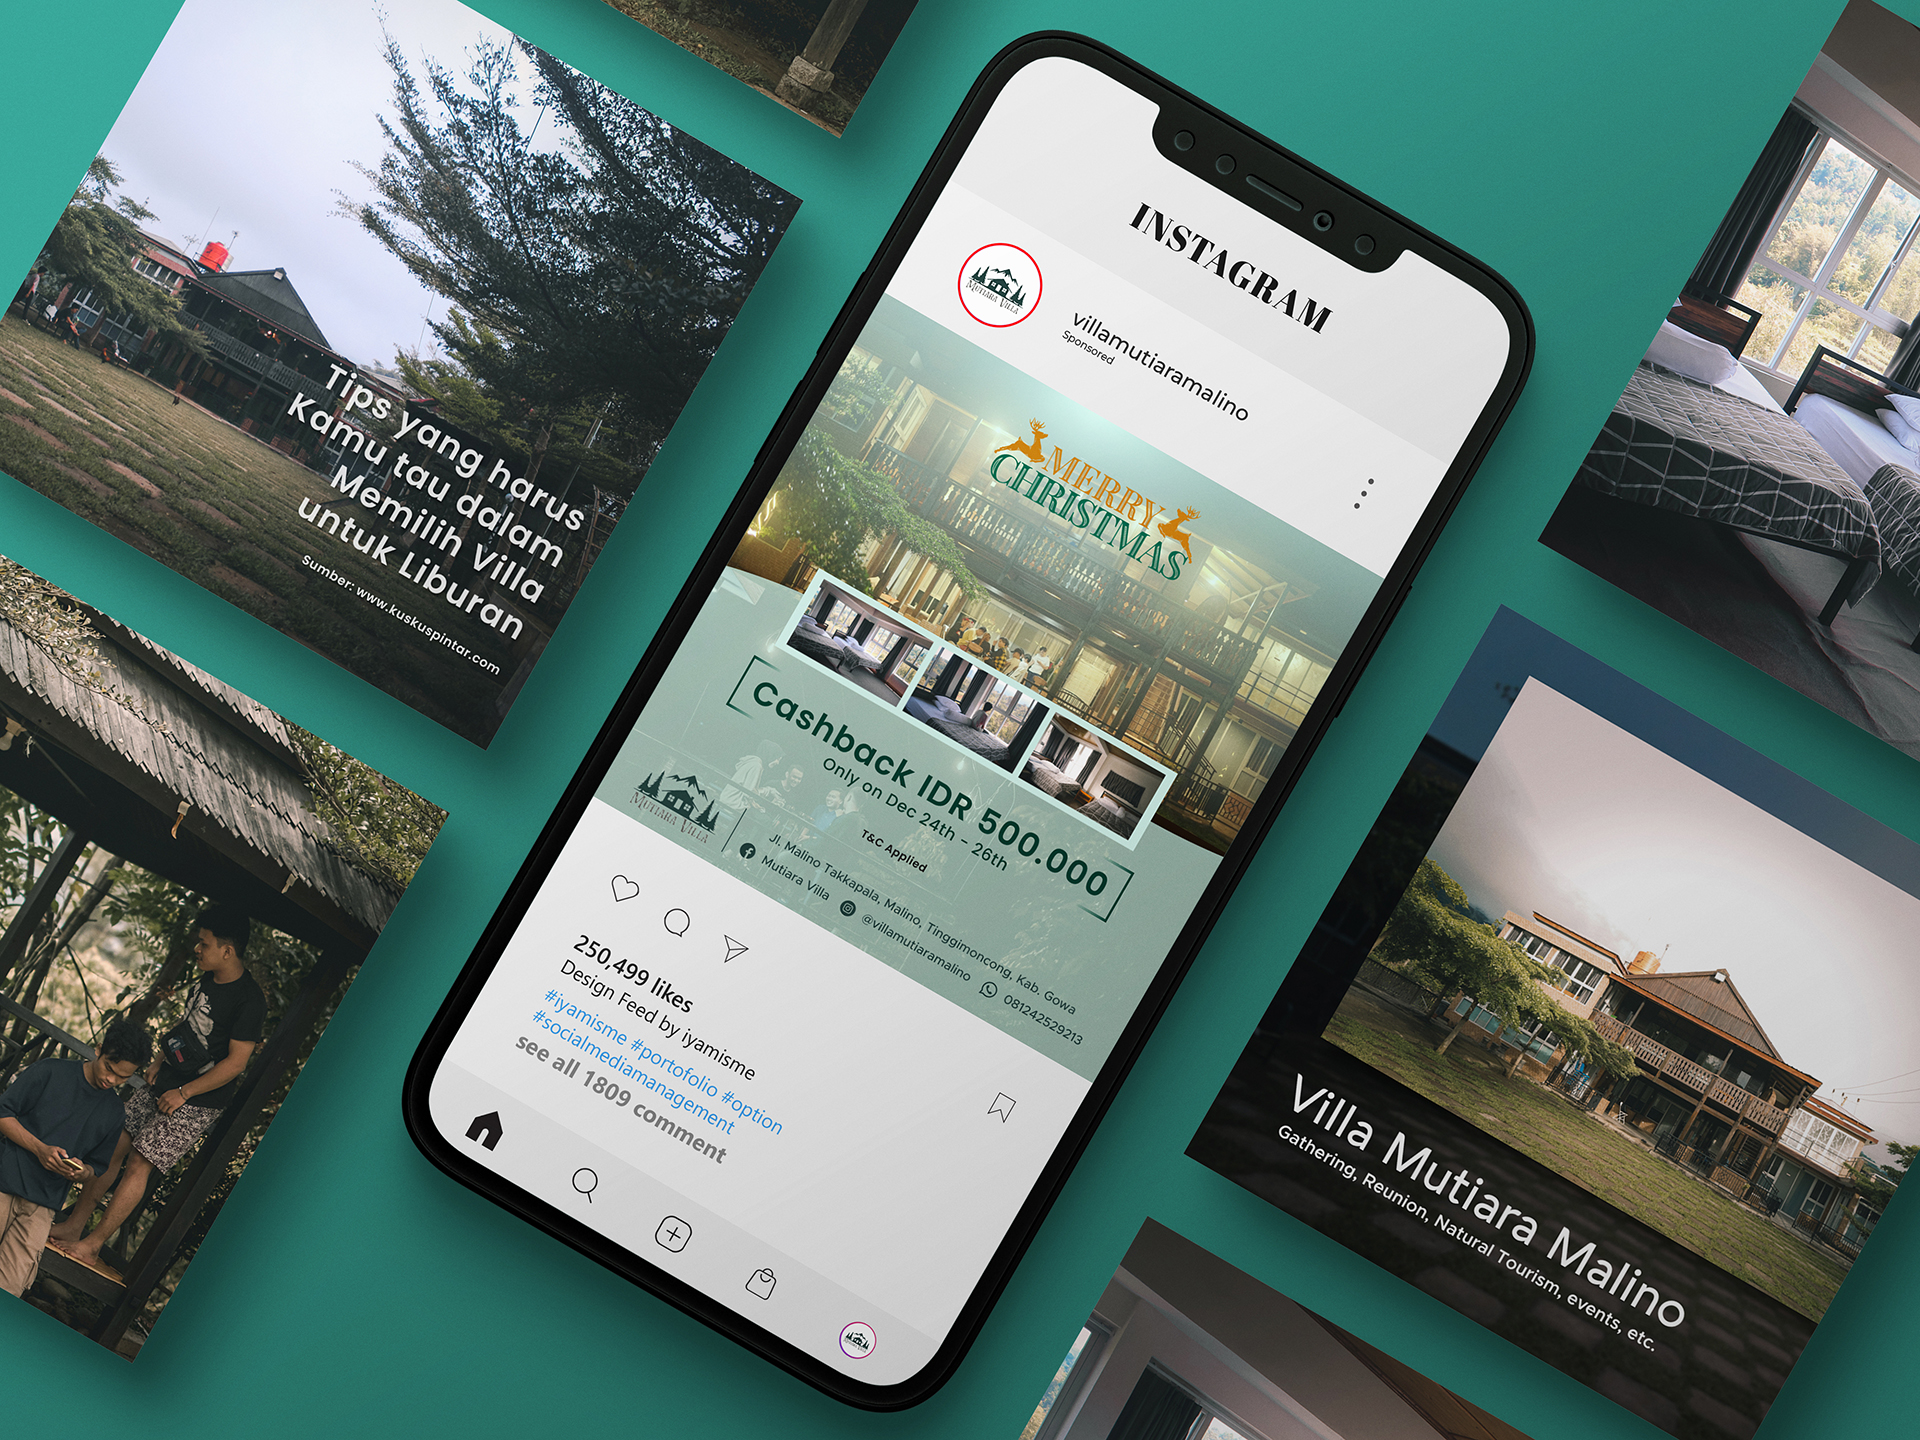 Tips yang harus
Kamu tau dalam
Memilih Villa
untuk Liburan
Sumber: www.kuskuspintar.com
INSTAGRAM
MUTIARA VILLA
villamutiaramalino
Sponsored
MERRY
CHRISTMAS
Cashback IDR 500.000
Only on Dec 24th - 26th
T&C Applied
MUTIARA VILLA
Jl. Malino Takkapala, Malino, Tinggimoncong, Kab. Gowa
Mutiara Villa @villamutiaramalino 081242529213
250,499 likes
Design Feed by iyamisme
#iyamisme #portofolio #option
#socialmediamanagement
see all 1809 comment
Villa Mutiara Malino
Gathering, Reunion, Natural Tourism, events, etc.